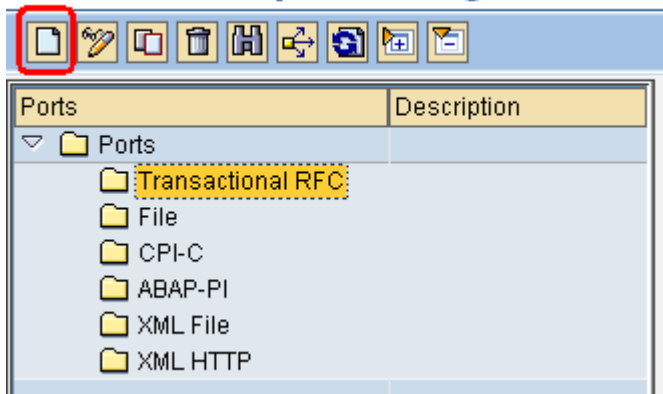 Ports Description
Ports
Transactional RFC
File
CPI-C
ABAP-PI
XML File
XML HTTP